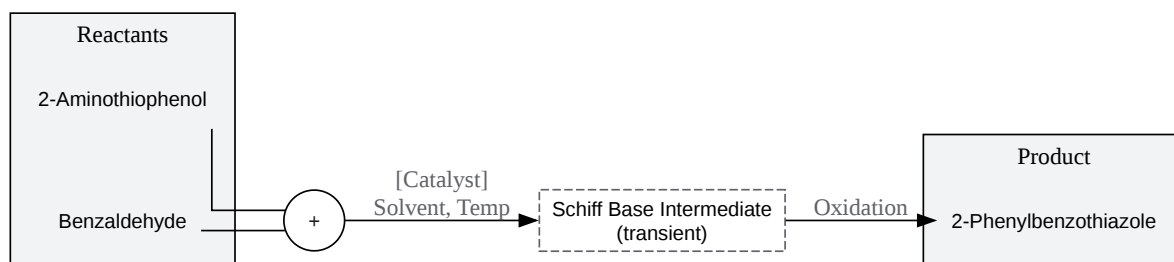 Reactants
2-Aminothiophenol
Benzaldehyde
+
[Catalyst]
Solvent, Temp
Schiff Base Intermediate
(transient)
Oxidation
Product
2-Phenylbenzothiazole